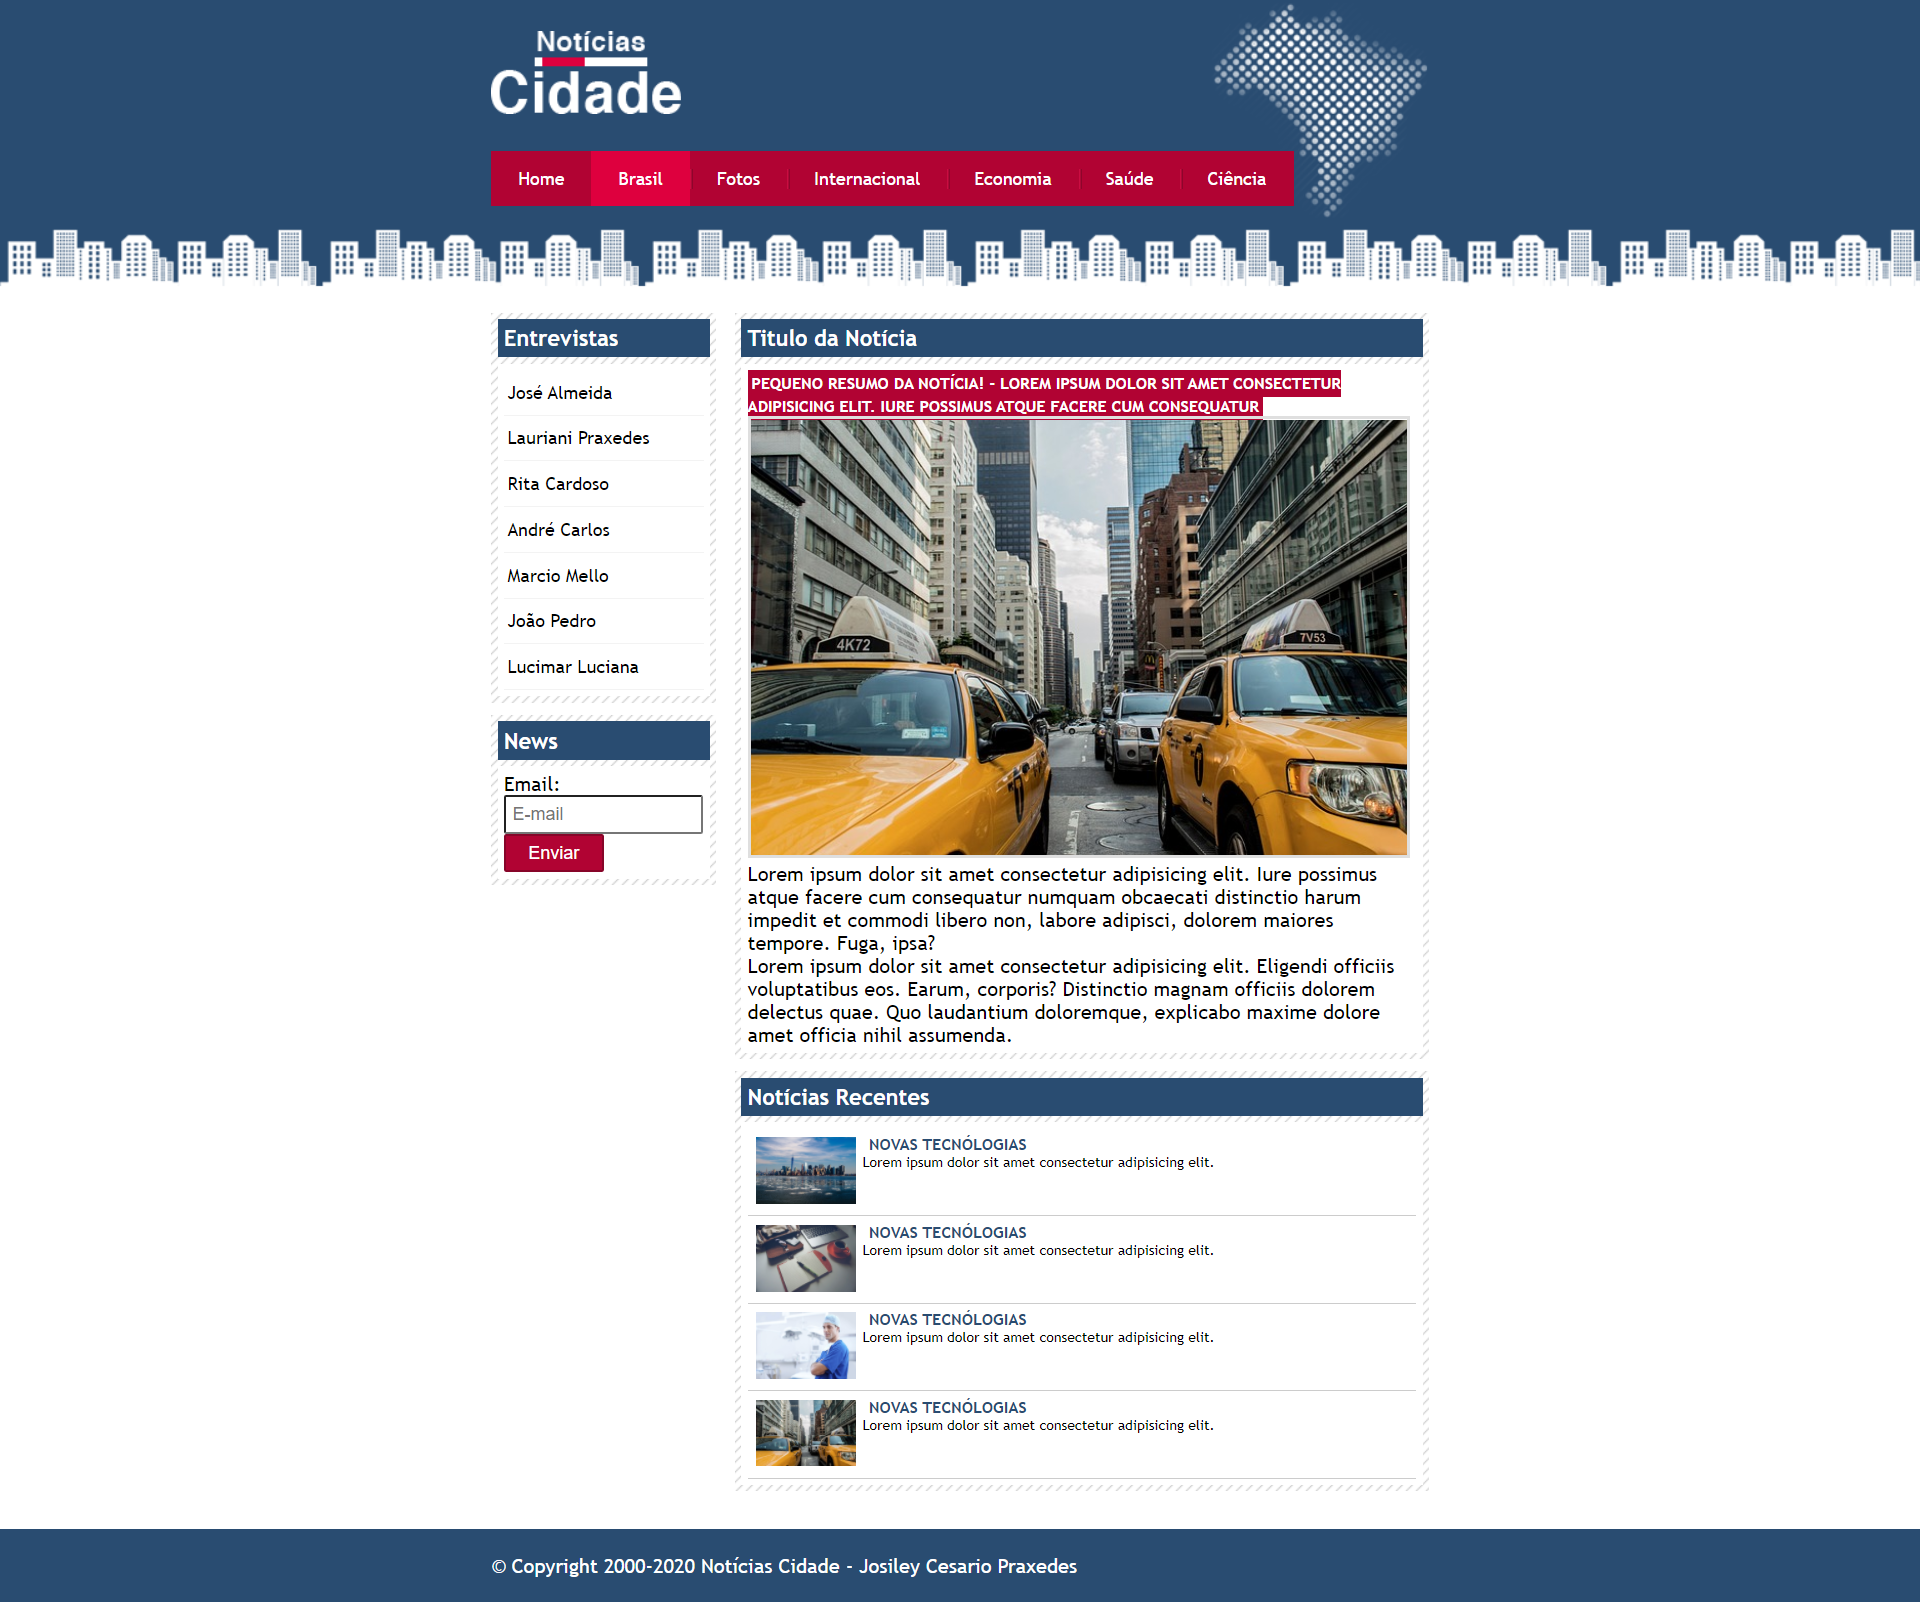 Notícias
Cidade
Home
Brasil
Fotos
Internacional
Economia
Saúde
Ciência
Entrevistas
José Almeida
Lauriani Praxedes
Rita Cardoso
André Carlos
Marcio Mello
João Pedro
Lucimar Luciana
News
Email:
E-mail
Enviar
Titulo da Notícia
PEQUENO RESUMO DA NOTÍCIA! - LOREM IPSUM DOLOR SIT AMET CONSECTETUR
ADIPISICING ELIT. IURE POSSIMUS ATQUE FACERE CUM CONSEQUATUR
4K72
7V53
Lorem ipsum dolor sit amet consectetur adipisicing elit. Iure possimus
atque facere cum consequatur numquam obcaecati distinctio harum
impedit et commodi libero non, labore adipisci, dolorem maiores
tempore. Fuga, ipsa?
Lorem ipsum dolor sit amet consectetur adipisicing elit. Eligendi officiis
voluptatibus eos. Earum, corporis? Distinctio magnam officiis dolorem
delectus quae. Quo laudantium doloremque, explicabo maxime dolore
amet officia nihil assumenda.
Notícias Recentes
NOVAS TECNÓLOGIAS
Lorem ipsum dolor sit amet consectetur adipisicing elit.
NOVAS TECNÓLOGIAS
Lorem ipsum dolor sit amet consectetur adipisicing elit.
NOVAS TECNÓLOGIAS
Lorem ipsum dolor sit amet consectetur adipisicing elit.
NOVAS TECNÓLOGIAS
Lorem ipsum dolor sit amet consectetur adipisicing elit.
© Copyright 2000-2020 Notícias Cidade - Josiley Cesario Praxedes